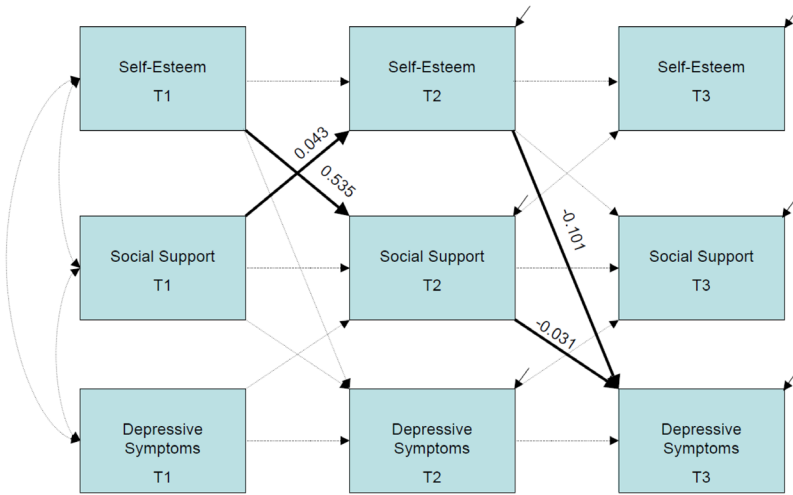 Self-Esteem
T1
Self-Esteem
T2
Self-Esteem
T3
0.043
0.535
Social Support
T1
Social Support
T2
Social Support
T3
-0.101
-0.031
Depressive
Symptoms
T1
Depressive
Symptoms
T2
Depressive
Symptoms
T3